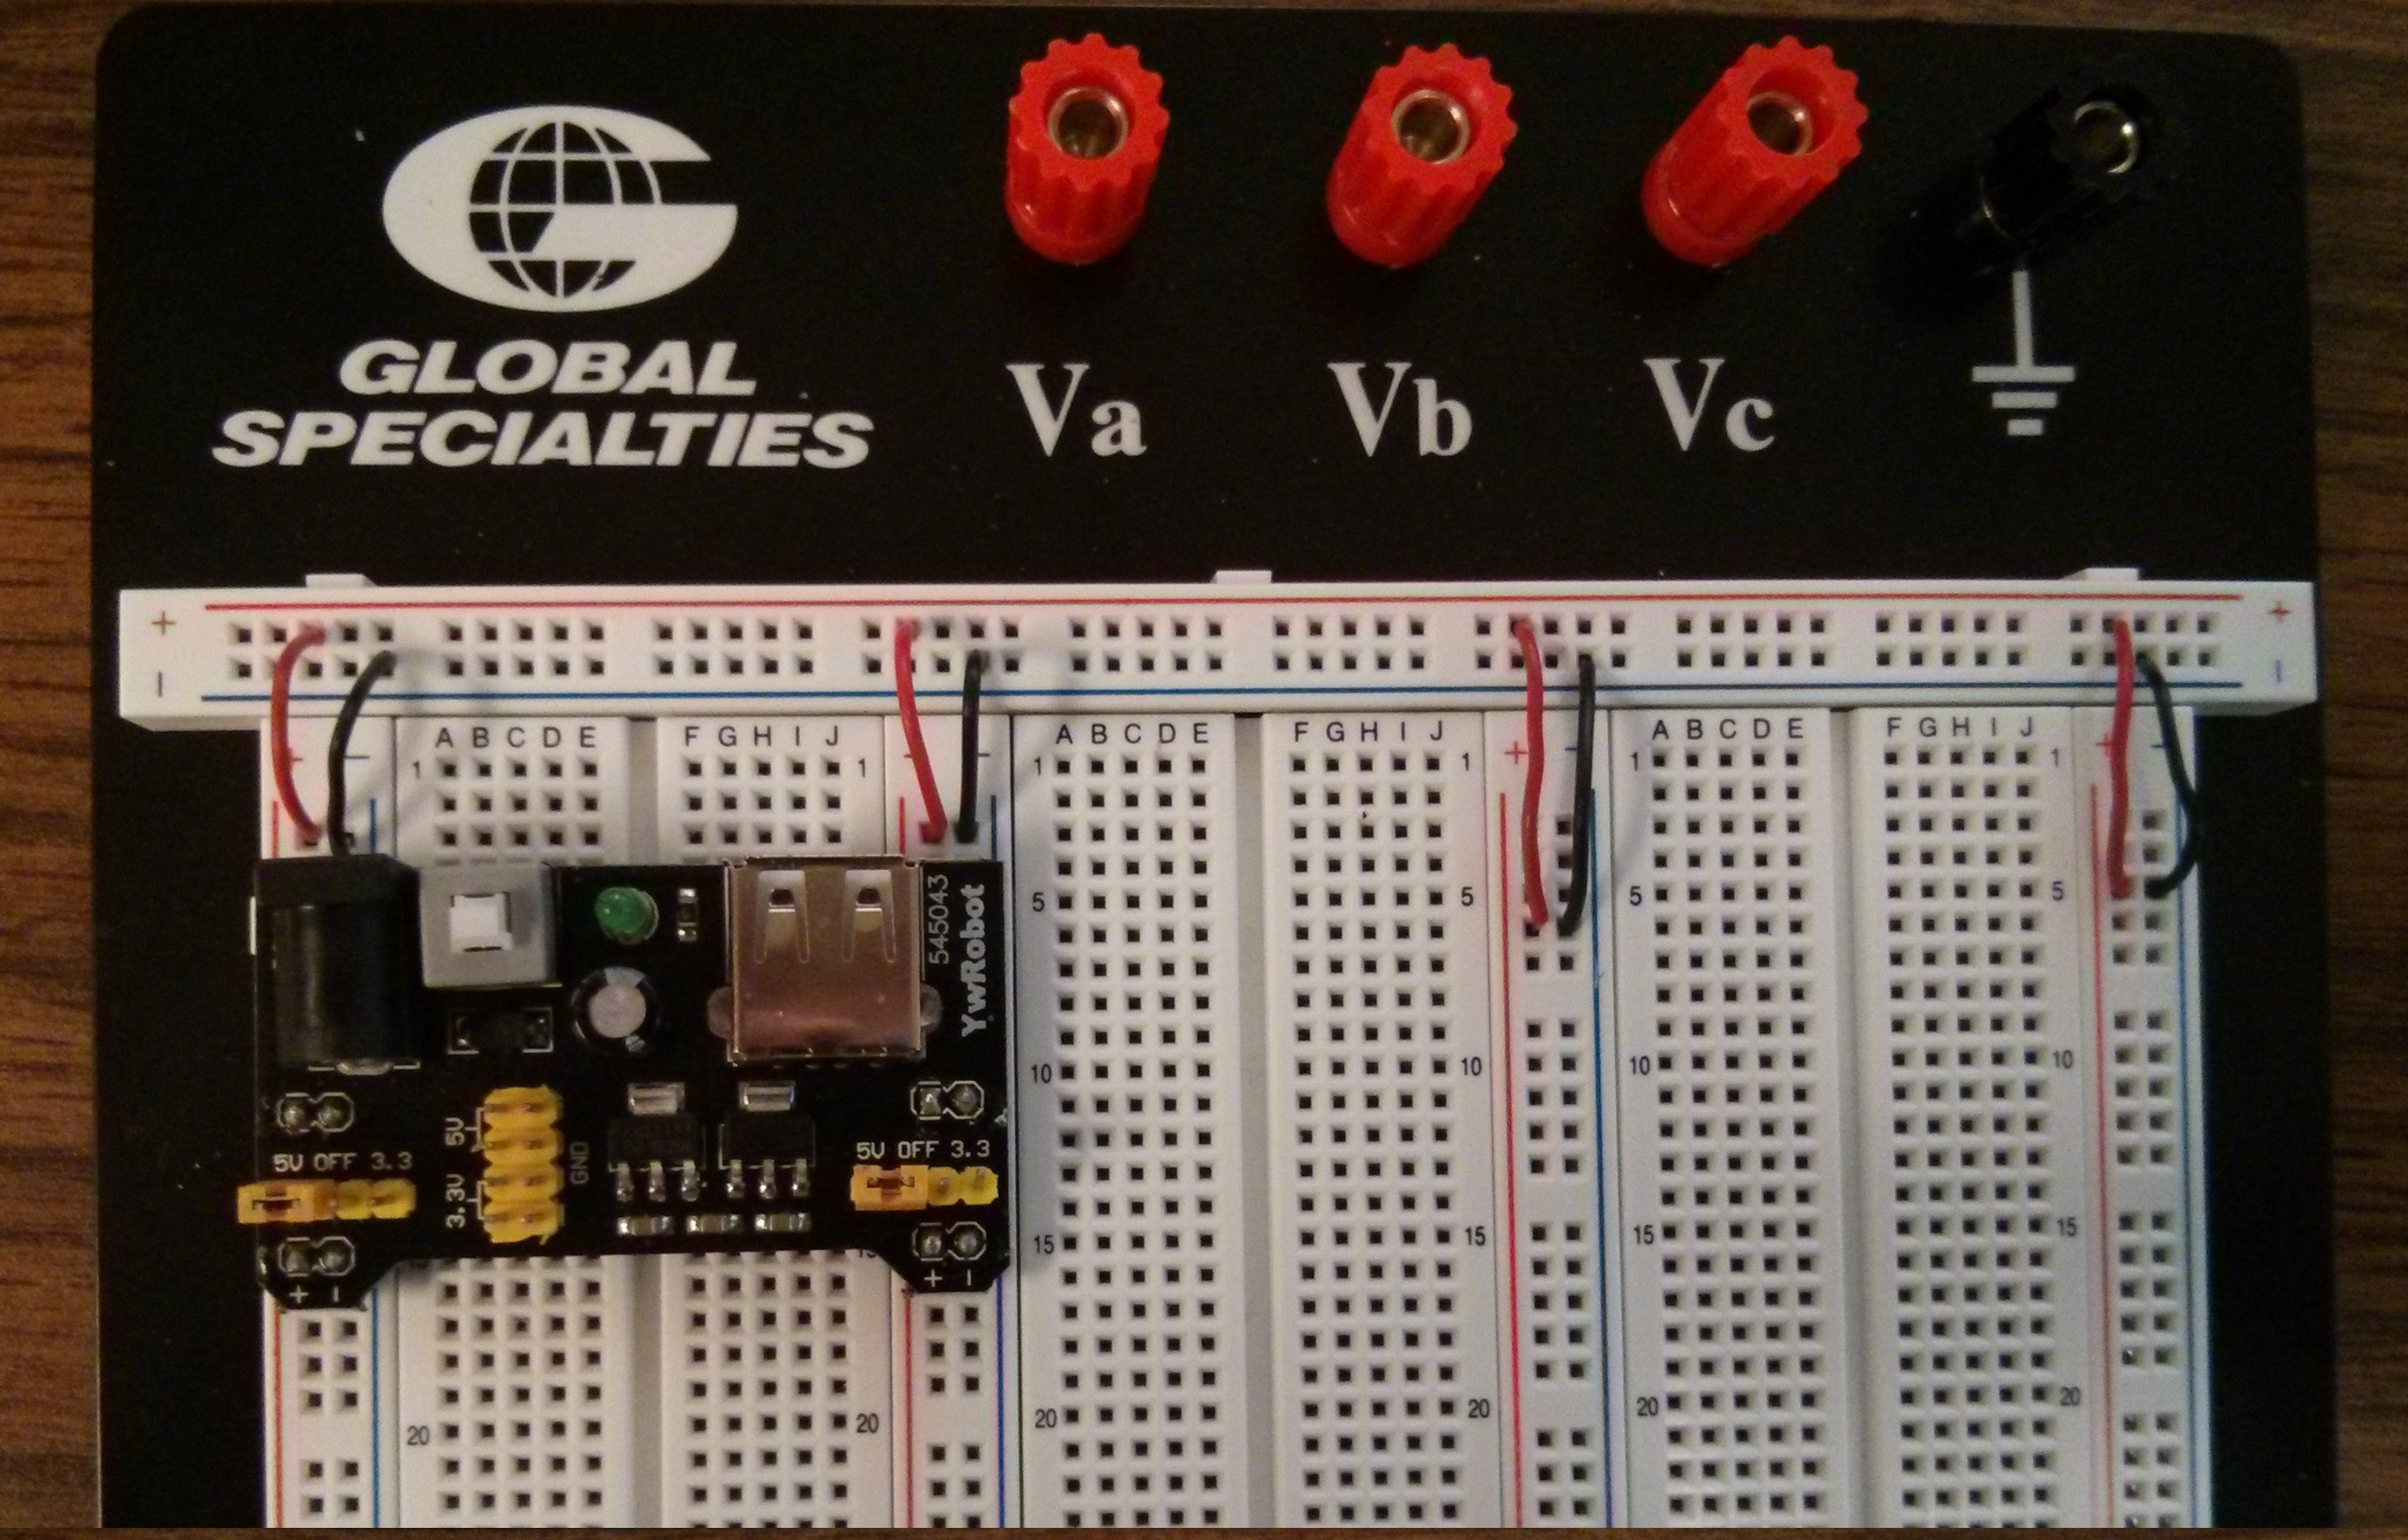 GLOBAL
SPECIALTIES
Va Vb Vc
+ +
− −
A B C D E F G H I J A B C D E F G H I J A B C D E F G H I J
+ − + − + − + −
1 1 1 1 1 1
5 5 5 5
545043
YwRobot
10 10 10 10
5V
3.3V
GND
5V OFF 3.3
5V OFF 3.3
15 15 15 15 15
+ −
+ −
20 20 20 20 20 20